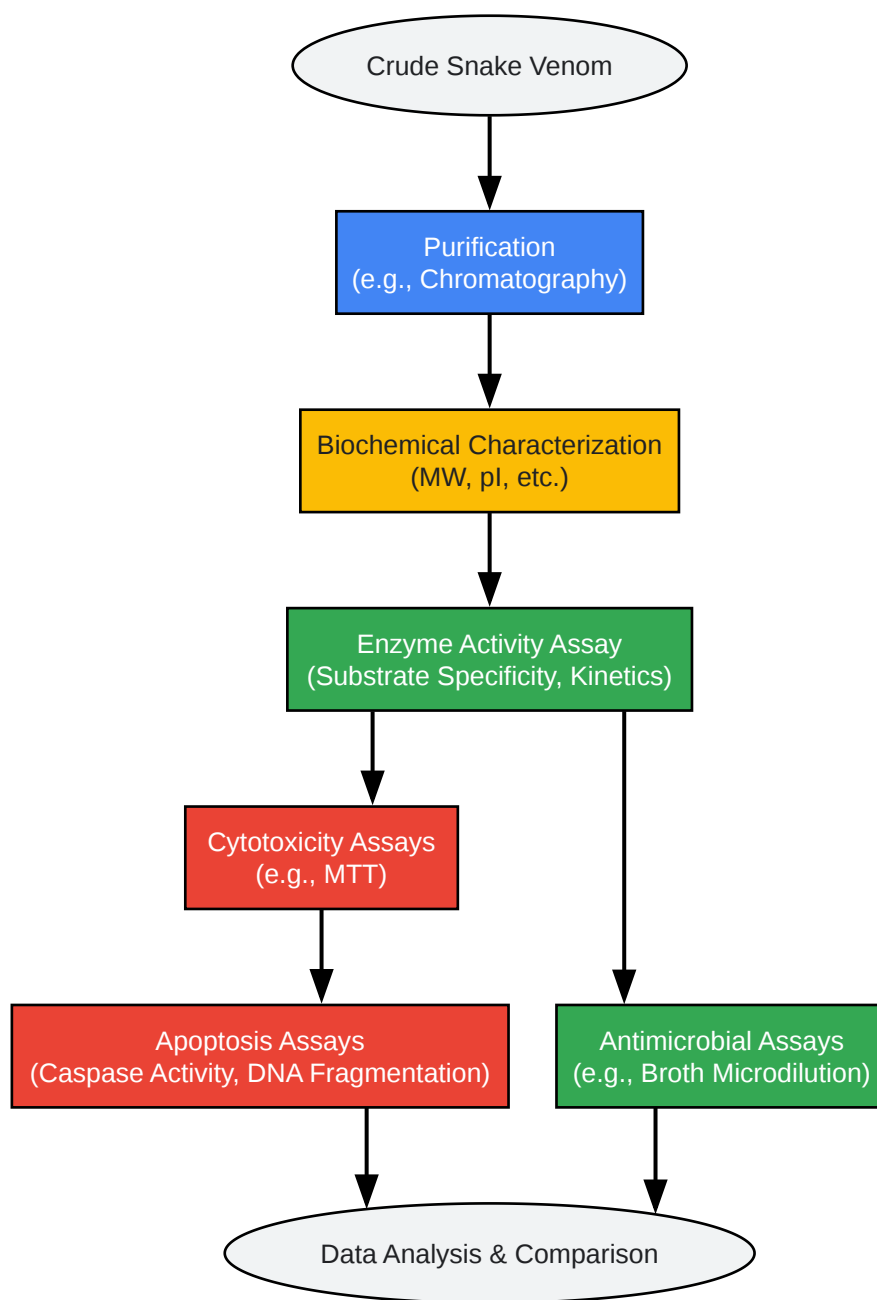 Crude Snake Venom
Purification
(e.g., Chromatography)
Biochemical Characterization
(MW, pI, etc.)
Enzyme Activity Assay
(Substrate Specificity, Kinetics)
Cytotoxicity Assays
(e.g., MTT)
Apoptosis Assays
(Caspase Activity, DNA Fragmentation)
Antimicrobial Assays
(e.g., Broth Microdilution)
Data Analysis & Comparison